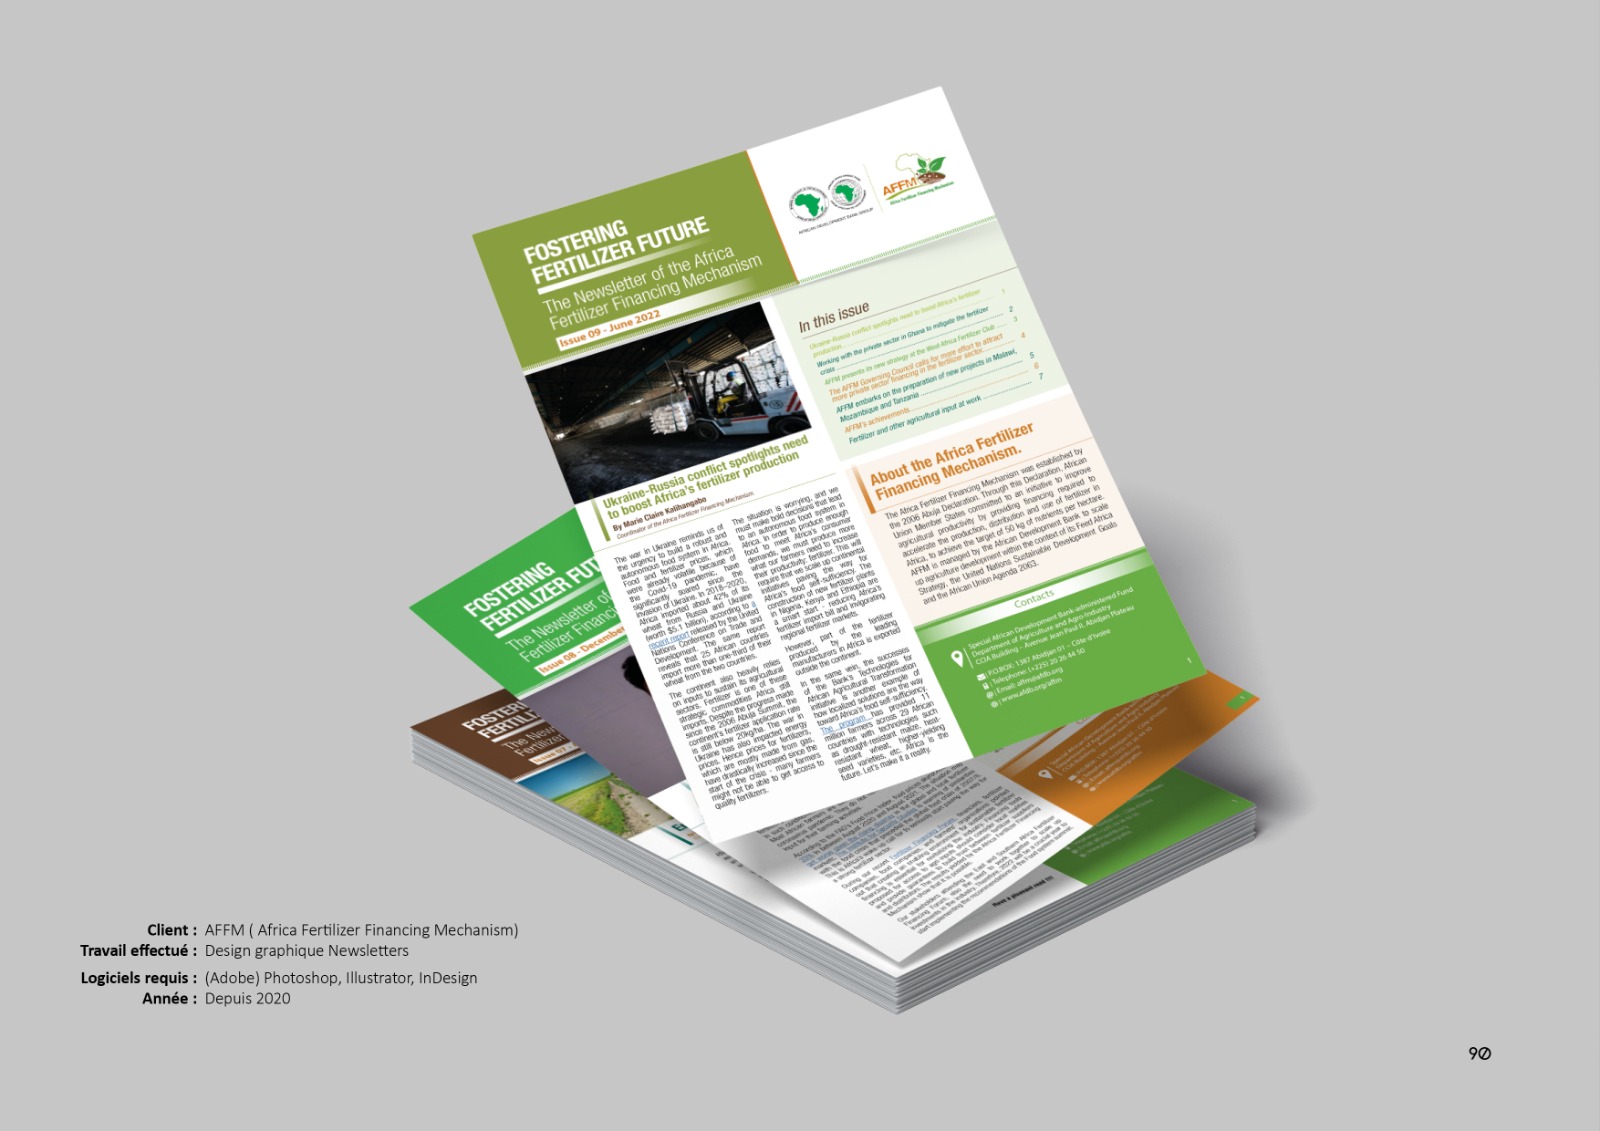 FOSTERING
FERTILIZER FUTURE
The Newsletter of the Africa
Fertilizer Financing Mechanism
Issue 09 - June 2022
AFRICAN DEVELOPMENT BANK GROUP
AFFM
Africa Fertilizer Financing Mechanism
In this issue
Ukraine-Russia conflict spotlights need to boost Africa's fertilizer
production 1
Working with the private sector in Ghana to mitigate the fertilizer
crisis 2
AFFM presents its new strategy at the West Africa Fertilizer Club 3
The AFFM Governing Council calls for more effort to attract
more private sector financing in the fertilizer sector 4
AFFM embarks on the preparation of new projects in Malawi,
Mozambique and Tanzania 5
AFFM's achievements 6
Fertilizer and other agricultural input at work 7
Ukraine-Russia conflict spotlights need
to boost Africa's fertilizer production
By Marie Claire Kalihangabo
Coordinator of the Africa Fertilizer Financing Mechanism
The war in Ukraine reminds us of
the urgency to build a robust and
autonomous food system in Africa.
Food and fertilizer prices, which
were already volatile because of
the Covid-19 pandemic, have
significantly soared since the
invasion of Ukraine. In 2018-2020,
Africa imported about 42% of its
wheat from Russia and Ukraine
(worth $5.1 billion), according to a
recent report released by the United
Nations Conference on Trade and
Development. The same report
reveals that 25 African countries
import more than one-third of their
wheat from the two countries.
The continent also heavily relies
on inputs to sustain its agricultural
sectors. Fertilizer is one of these
strategic commodities Africa still
imports. Despite the progress made
since the 2006 Abuja Summit, the
continent's fertilizer application rate
is still below 20kg/ha. The war in
Ukraine has also impacted energy
prices. Hence prices for fertilizers,
which are mostly made from gas,
have drastically increased since the
start of the crisis - many farmers
might not be able to get access to
quality fertilizers.
The situation is worrying, and we
must make bold decisions that lead
to an autonomous food system in
Africa. In order to produce enough
food to meet Africa's consumer
demands, we must produce more
what our farmers need to increase
their productivity: fertilizer. This will
require that we scale up continental
initiatives paving the way for
Africa's food self-sufficiency. The
construction of new fertilizer plants
in Nigeria, Kenya and Ethiopia are
a smart start - reducing Africa's
fertilizer import bill and invigorating
regional fertilizer markets.
However, part of the fertilizer
produced by the leading
manufacturers in Africa is exported
outside the continent.
In the same vein, the successes
of the Bank's Technologies for
African Agricultural Transformation
initiative is another example of
how localized solutions are the way
toward Africa's food self-sufficiency.
The program has provided 11
million farmers across 29 African
countries with technologies such
as drought-resistant maize, heat-
resistant wheat, higher-yielding
seed varieties, etc. Africa is the
future. Let's make it a reality.
About the Africa Fertilizer
Financing Mechanism.
The Africa Fertilizer Financing Mechanism was established by
the 2006 Abuja Declaration. Through this Declaration, African
Union Member States committed to an initiative to improve
agricultural productivity by providing financing required to
accelerate the production, distribution and use of fertilizer in
Africa, to achieve the target of 50 kg of nutrients per hectare.
AFFM is managed by the African Development Bank to scale
up agriculture development within the context of its Feed Africa
Strategy, the United Nations Sustainable Development Goals
and the African Union Agenda 2063.
Contacts
Special African Development Bank-administered Fund
Department of Agriculture and Agro-Industry
CCIA Building - Avenue Jean Paul II, Abidjan Plateau
| P.O.BOX: 1387 Abidjan 01 – Côte d'Ivoire
| Telephone: (+225) 20 26 44 50
| Email: affm@afdb.org
| www.afdb.org/affm
1
FOSTERING
FERTILIZER FUT
The Newsletter of
Fertilizer Financi
Issue 08 - December
FOSTER
FERTILI
The New
Fertilizer
Issue 07 -
Have a pleasant read !!!
Client : AFFM ( Africa Fertilizer Financing Mechanism)
Travail effectué : Design graphique Newsletters
Logiciels requis : (Adobe) Photoshop, Illustrator, InDesign
Année : Depuis 2020
90